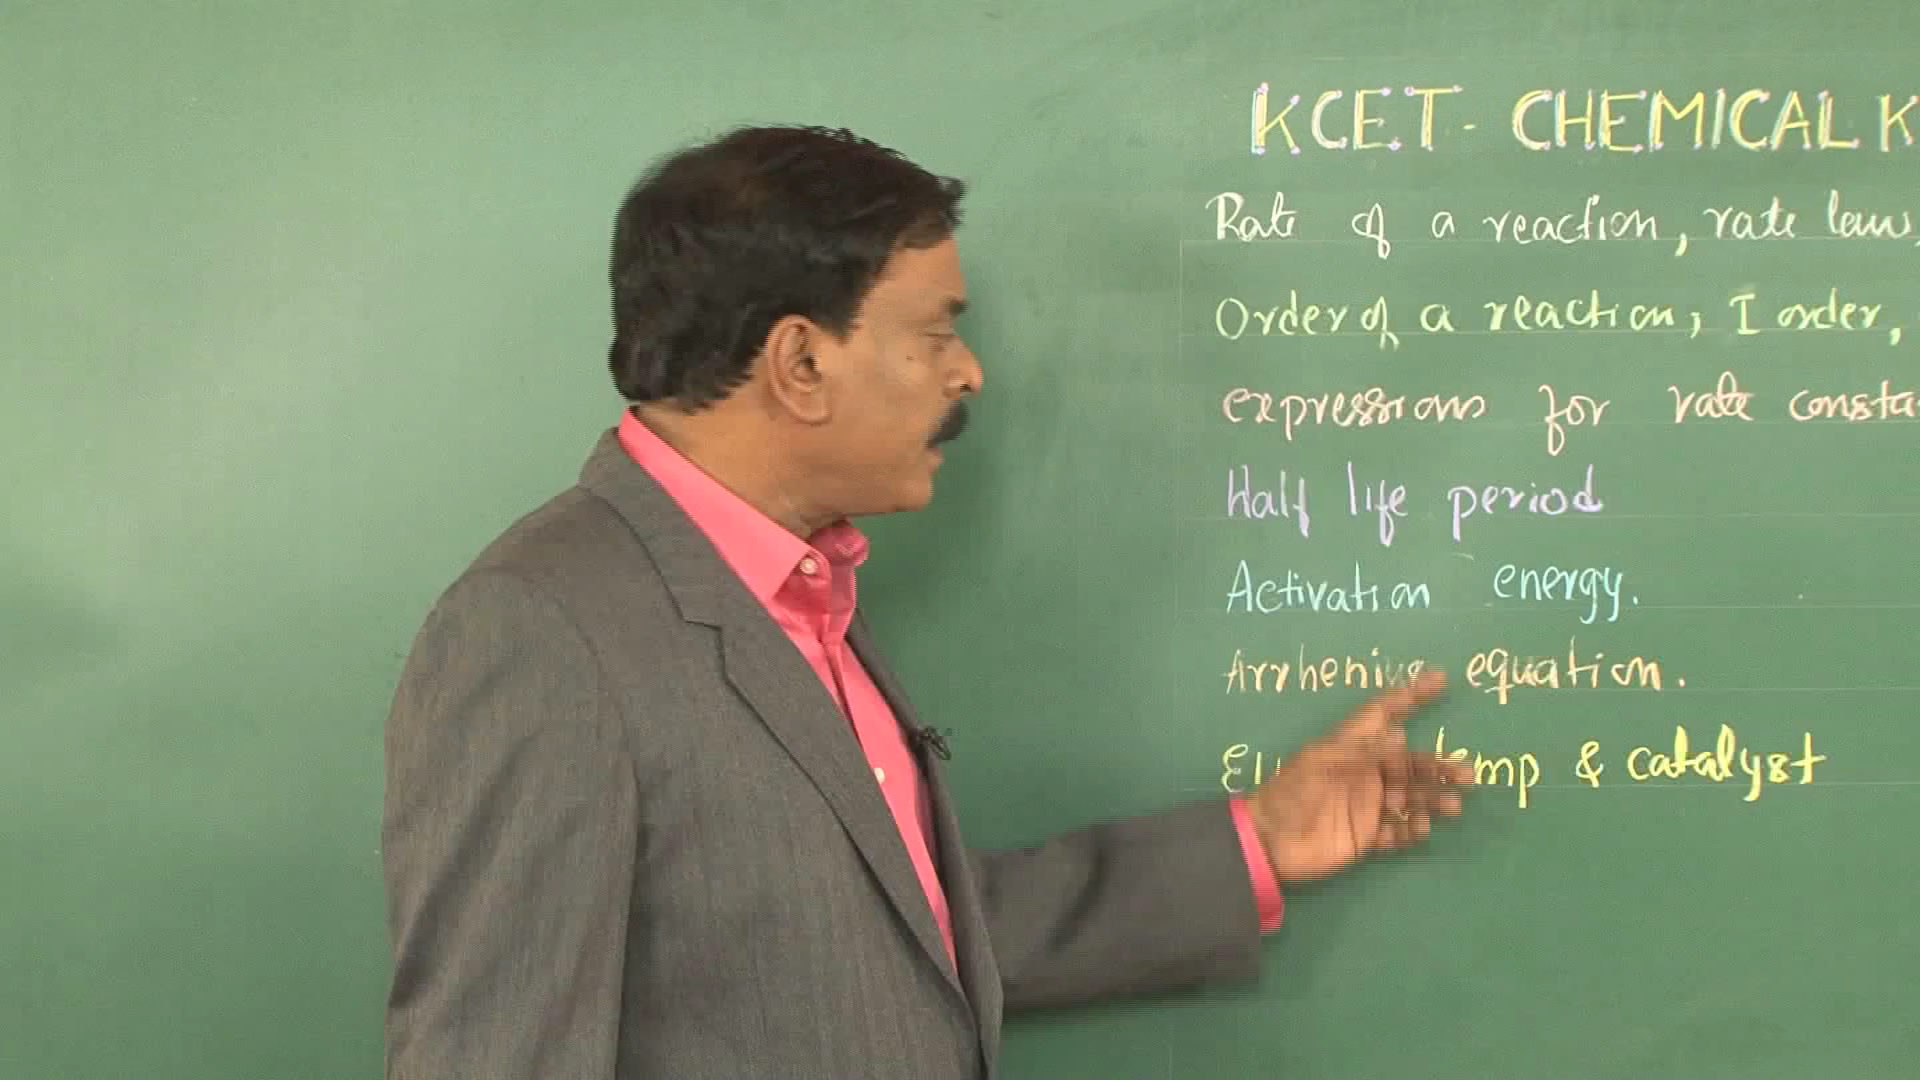 KCET - CHEMICAL K
Rate of a reaction, rate law,
Order of a reaction, I order,
expressions for rate consta
Half life period
Activation energy.
Arrhenius equation.
temp & catalyst